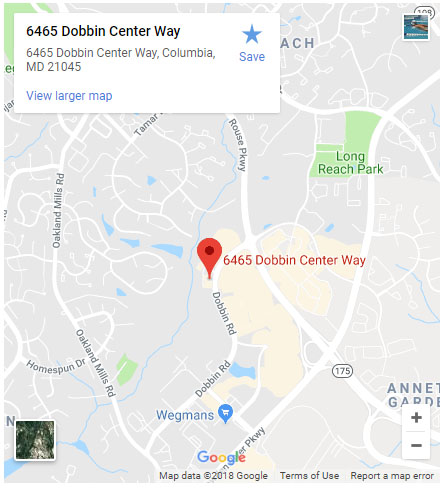 6465 Dobbin Center Way
6465 Dobbin Center Way, Columbia,
MD 21045
View larger map
Save
EACH
108
Tamar
Rouse Pkwy
Long
Reach Park
Oakland Mills Rd
6465 Dobbin Center Way
Dobbin Rd
Homespun Dr
Oakland Mills Rd
Dobbin Rd
175
ANNET
GARDE
Wegmans
Pkwy
+
−
Google
Map data ©2018 Google
Terms of Use
Report a map error